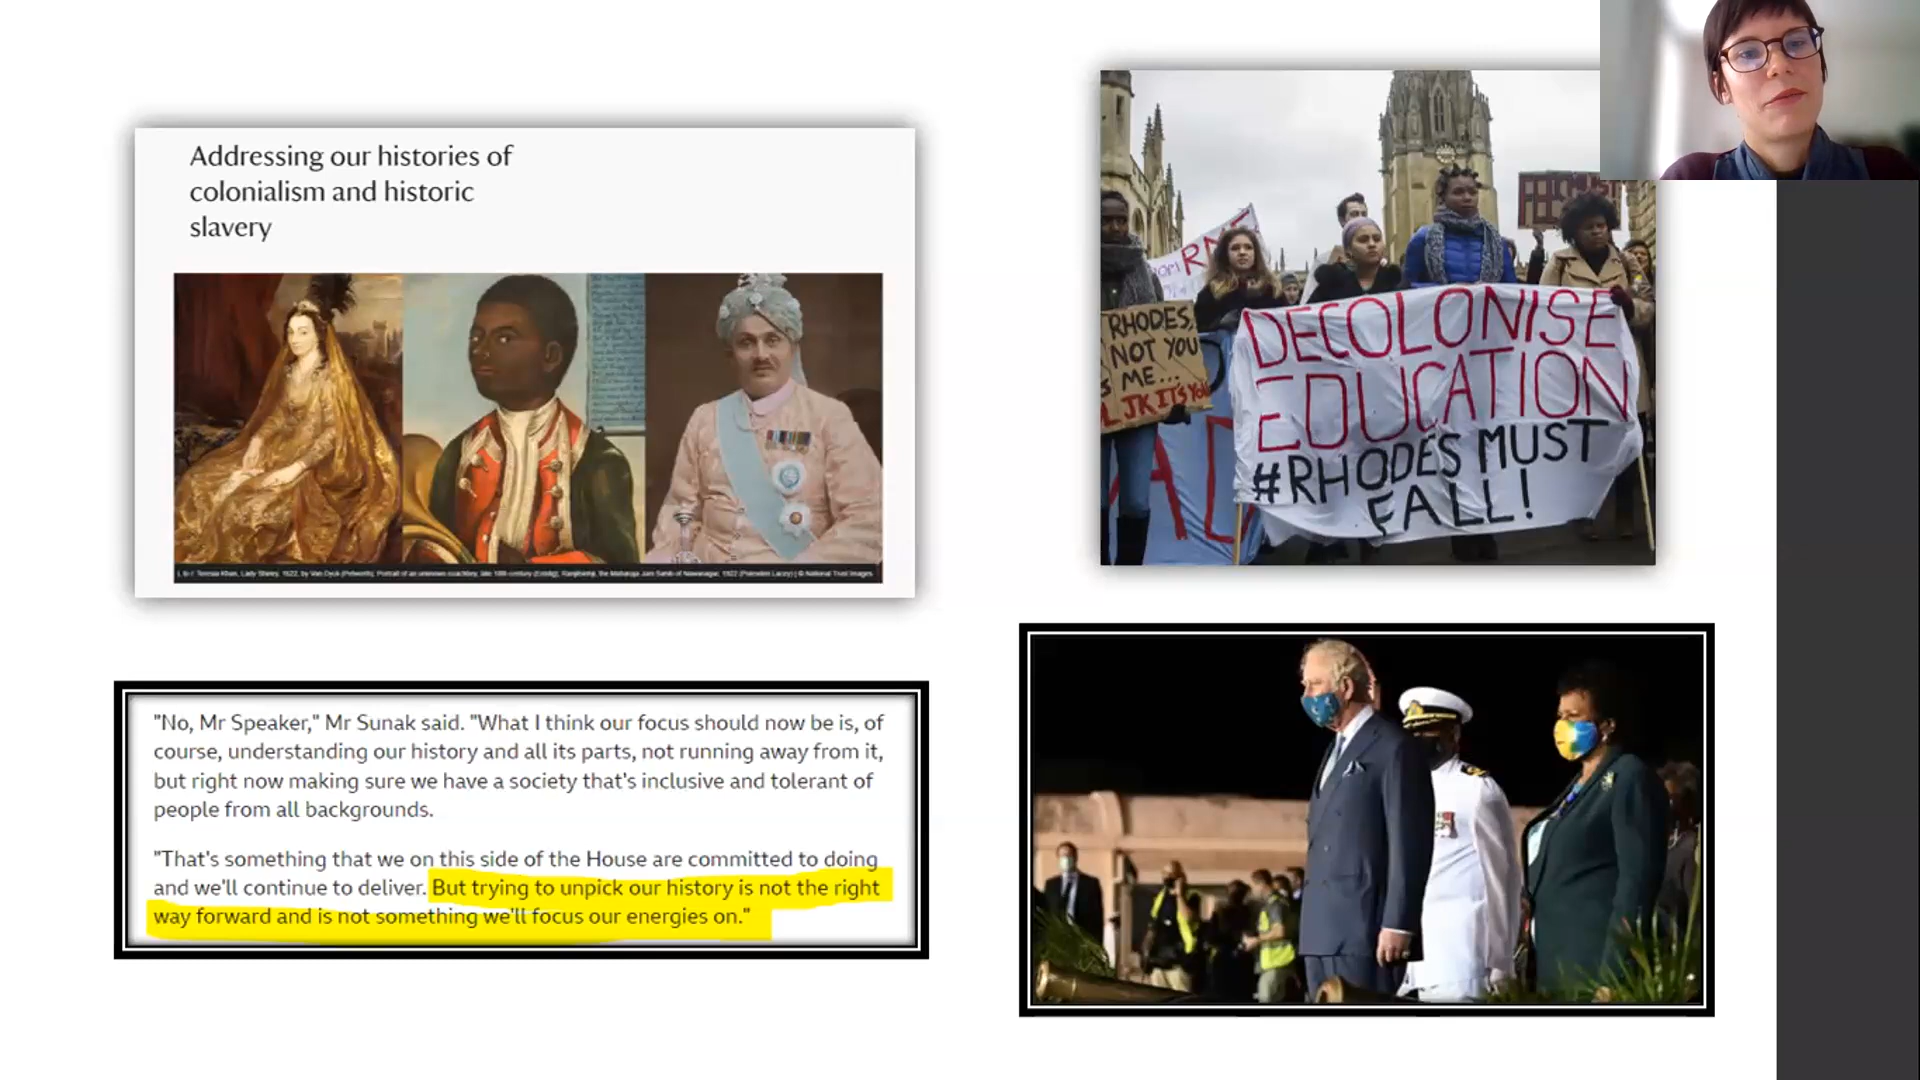 Addressing our histories of
colonialism and historic
slavery
"No, Mr Speaker," Mr Sunak said. "What I think our focus should now be is, of
course, understanding our history and all its parts, not running away from it,
but right now making sure we have a society that's inclusive and tolerant of
people from all backgrounds.
"That's something that we on this side of the House are committed to doing
and we'll continue to deliver. But trying to unpick our history is not the right
way forward and is not something we'll focus our energies on."
RHODES,
NOT YOU
ME...
JK IT'S YOU
DECOLONISE
EDUCATION
#RHODES MUST
FALL!